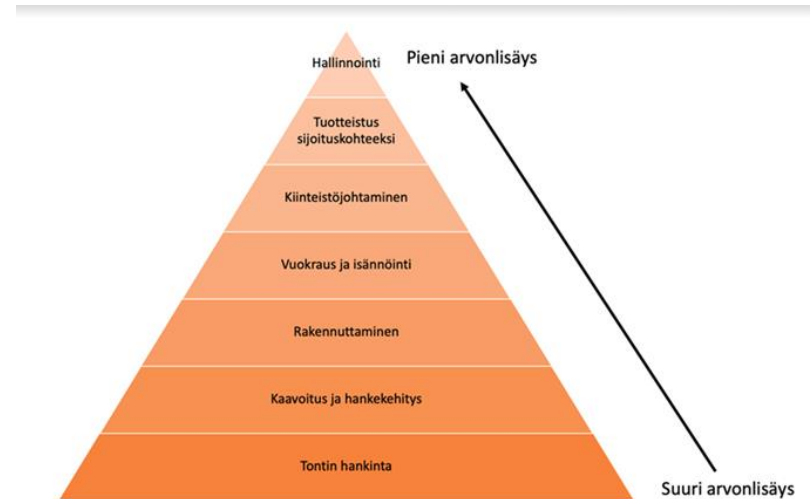 Hallinnointi
Pieni arvonlisäys
Tuotteistus
sijoituskohteeksi
Kiinteistöjohtaminen
Vuokraus ja isännöinti
Rakennuttaminen
Kaavoitus ja hankekehitys
Tontin hankinta
Suuri arvonlisäys